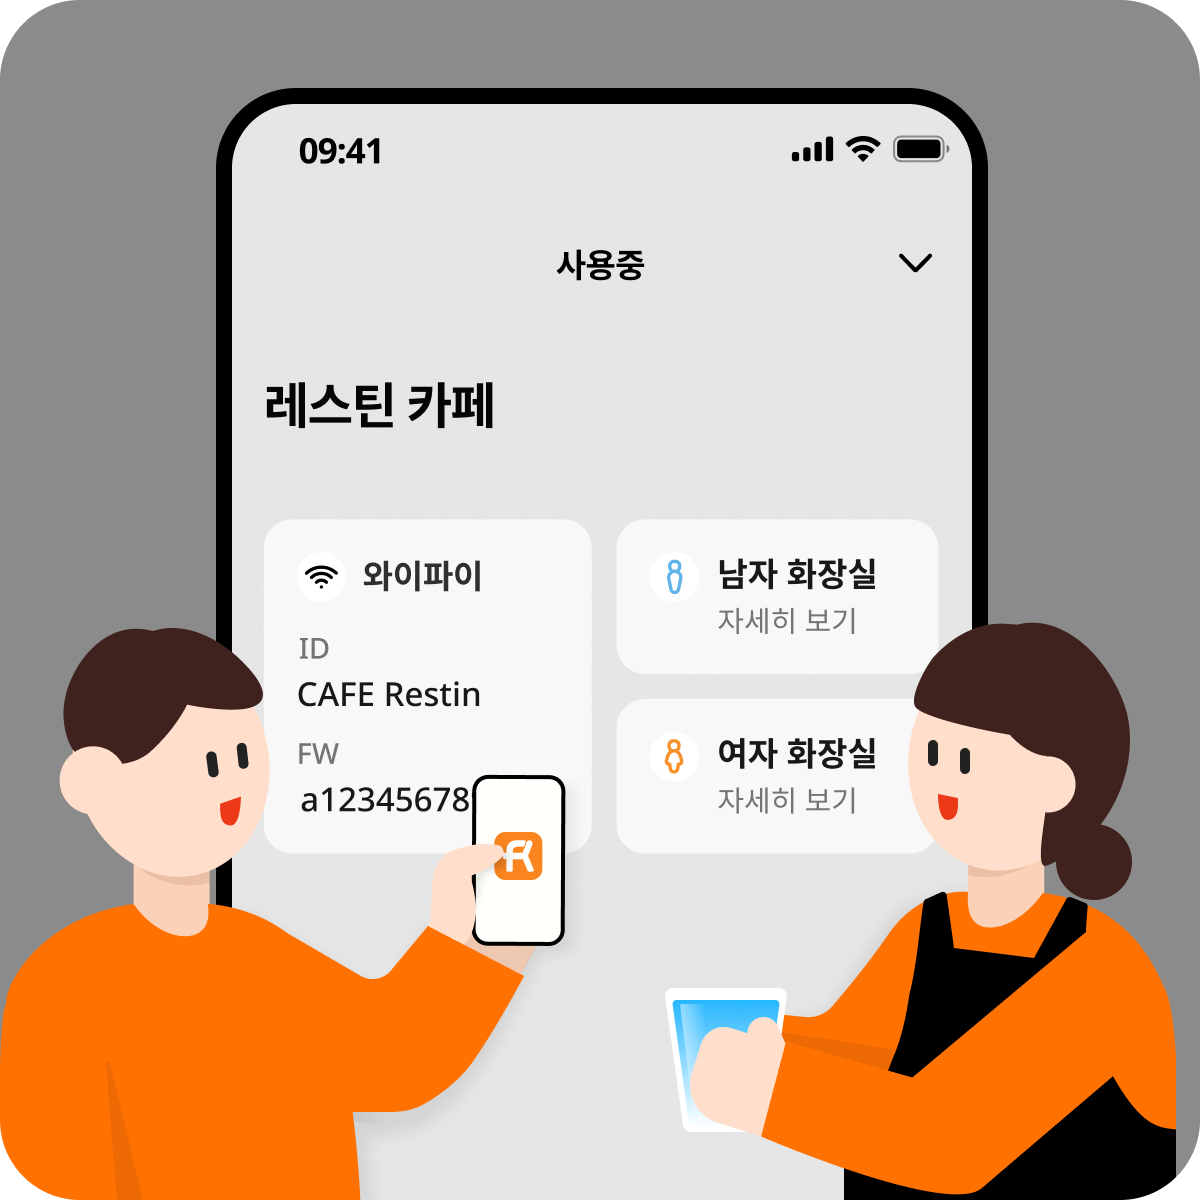 09:41
사용중
레스틴 카페
와이파이
ID
CAFE Restin
FW
a12345678
남자 화장실
자세히 보기
여자 화장실
자세히 보기